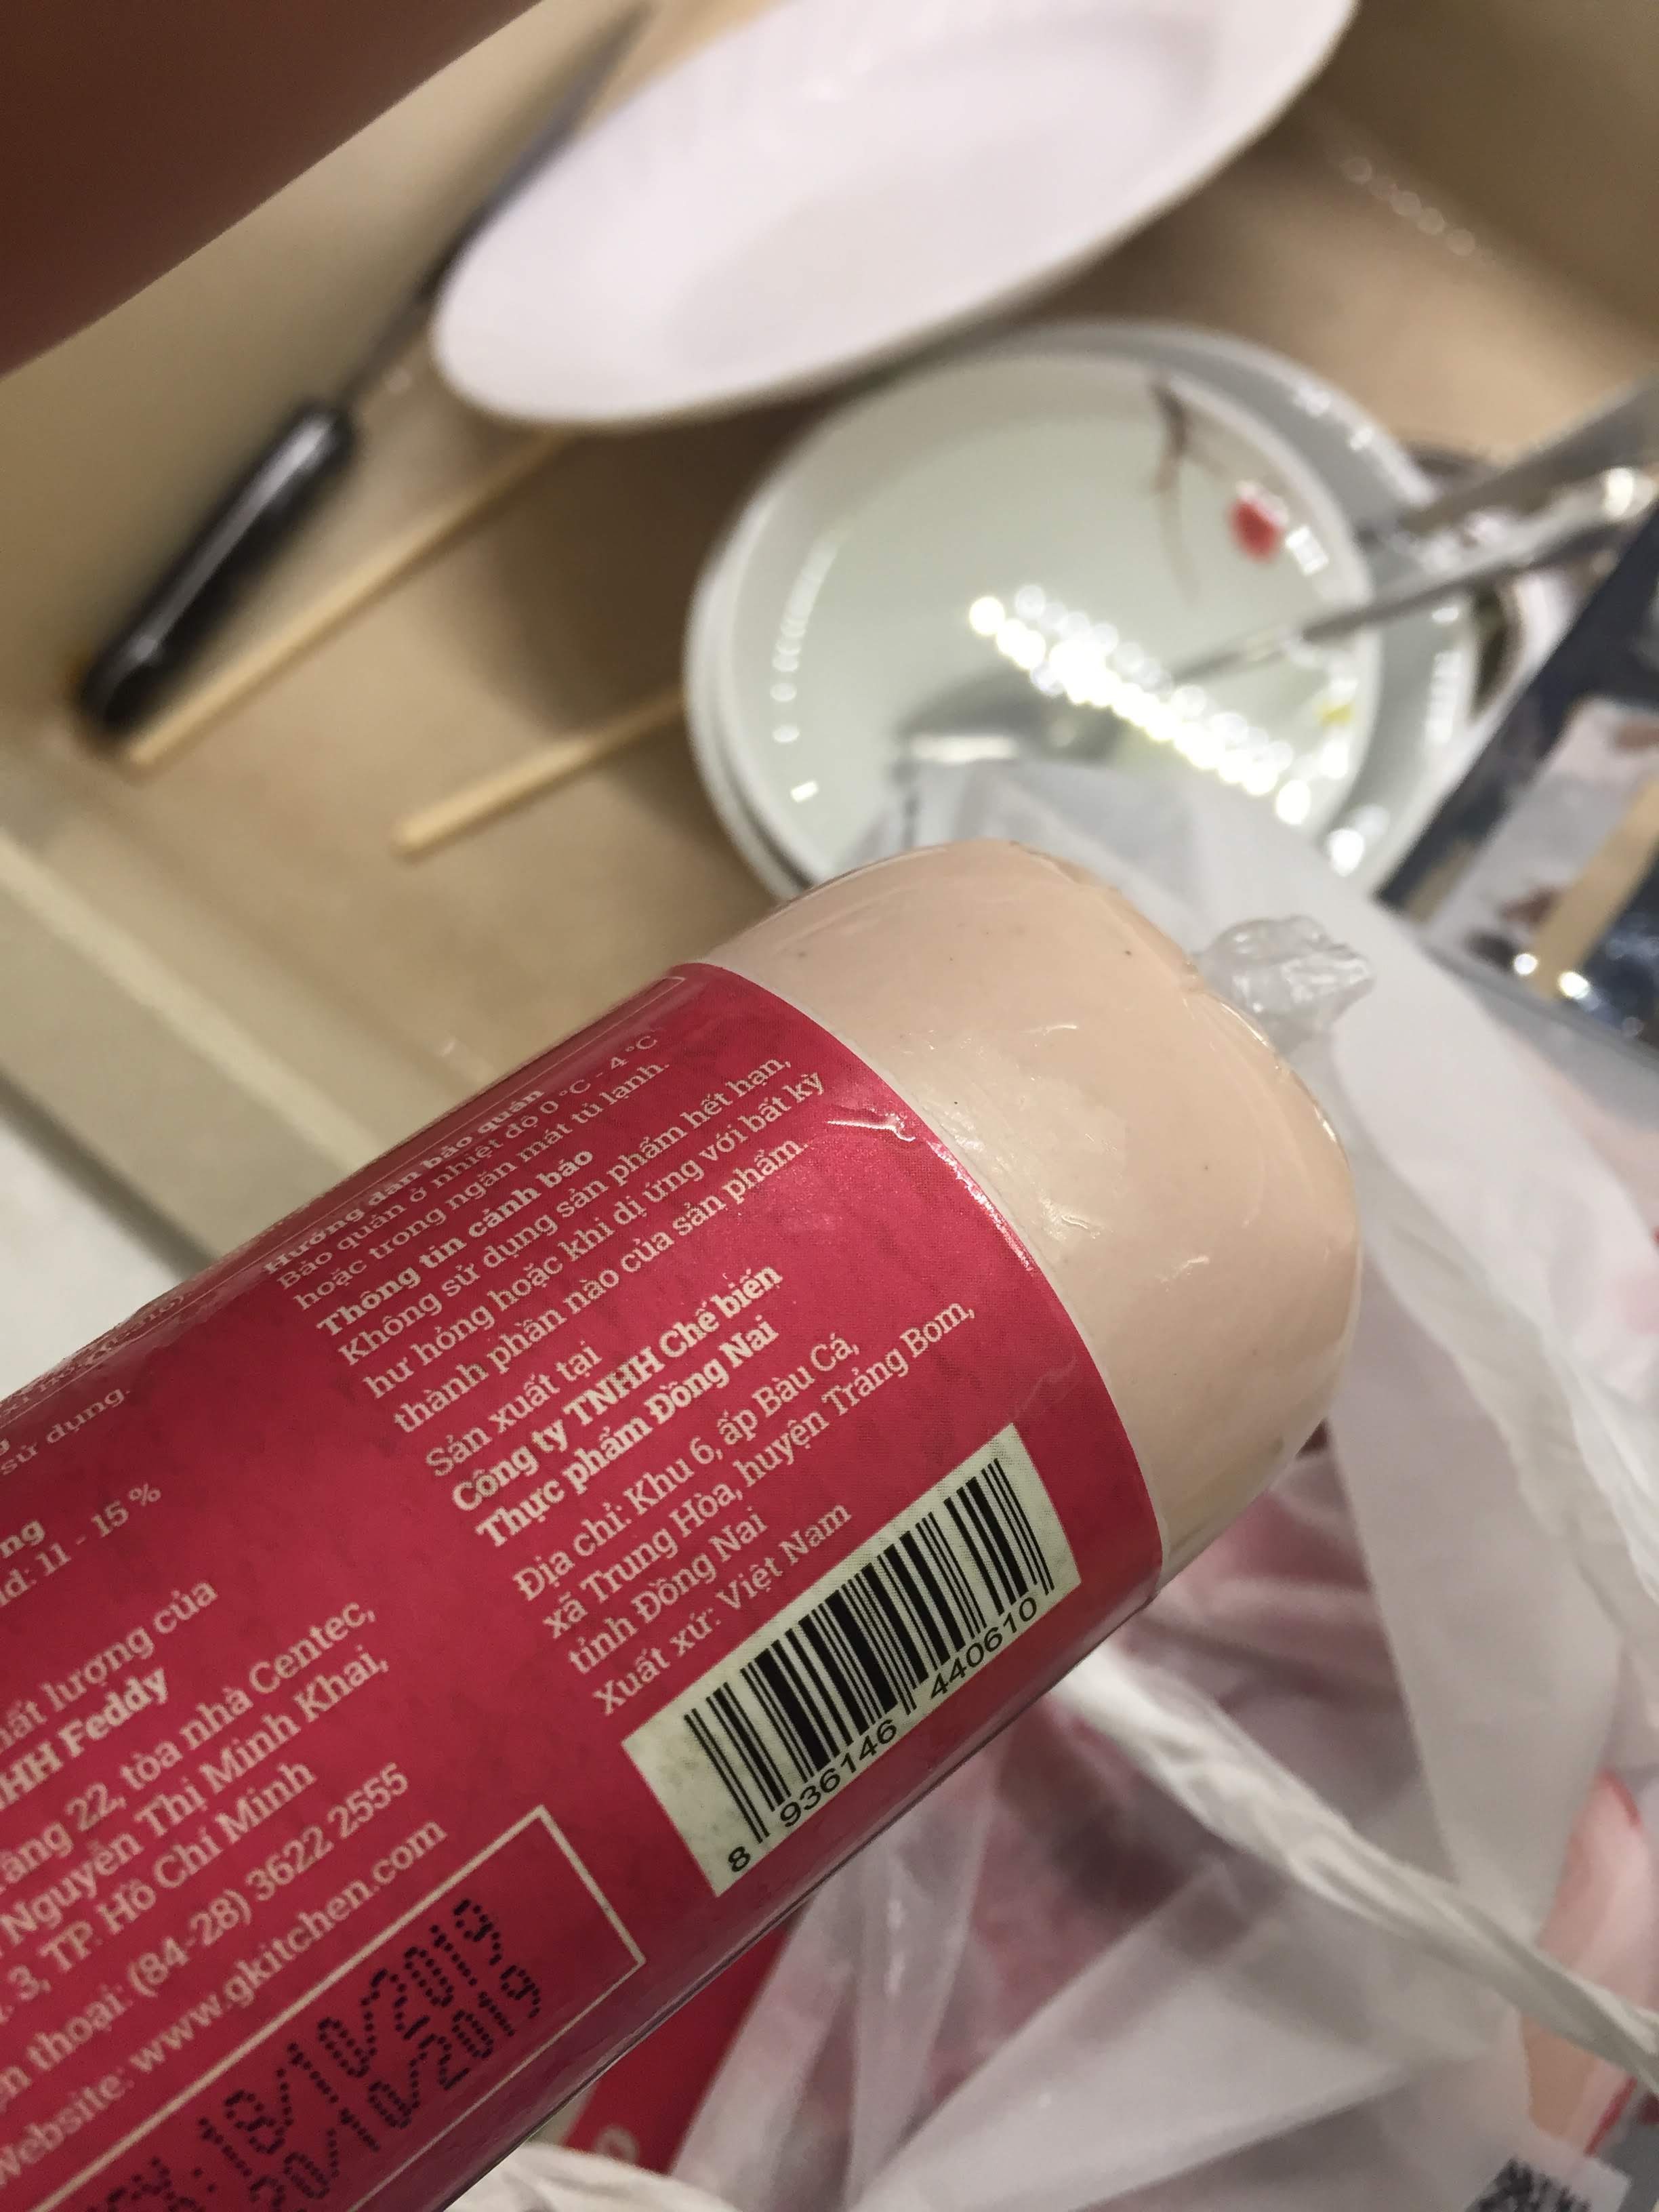 sử dụng.
11 - 15 %
lượng của
Feddy
22, tòa nhà Centec,
Nguyễn Thị Minh Khai,
3, TP. Hồ Chí Minh
thoại: (84-28) 3622 2555
Website: www.gkitchen.com
Hướng dẫn bảo quản
Bảo quản ở nhiệt độ 0°C - 4°C
hoặc trong ngăn mát tủ lạnh.
Thông tin cảnh báo
Không sử dụng sản phẩm hết hạn,
hư hỏng hoặc khi dị ứng với bất kỳ
thành phần nào của sản phẩm.
Sản xuất tại
Công ty TNHH Chế biến
Thực phẩm Đồng Nai
Địa chỉ: Khu 6, ấp Bàu Cá,
xã Trung Hòa, huyện Trảng Bom,
tỉnh Đồng Nai
Xuất xứ: Việt Nam
8 936146 440610